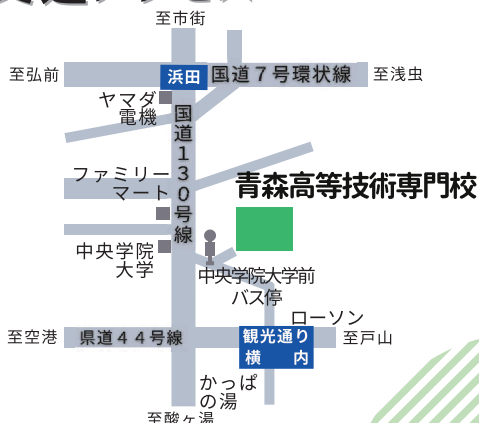 至市街
至弘前
浜田
国道７号環状線
至浅虫
ヤマダ
電機
国道１３０号線
ファミリー
マート
青森高等技術専門校
中央学院
大学
中央学院大学前
バス停
ローソン
至空港
県道４４号線
観光通り
横　内
至戸山
かっぱ
の湯
至酸ヶ湯